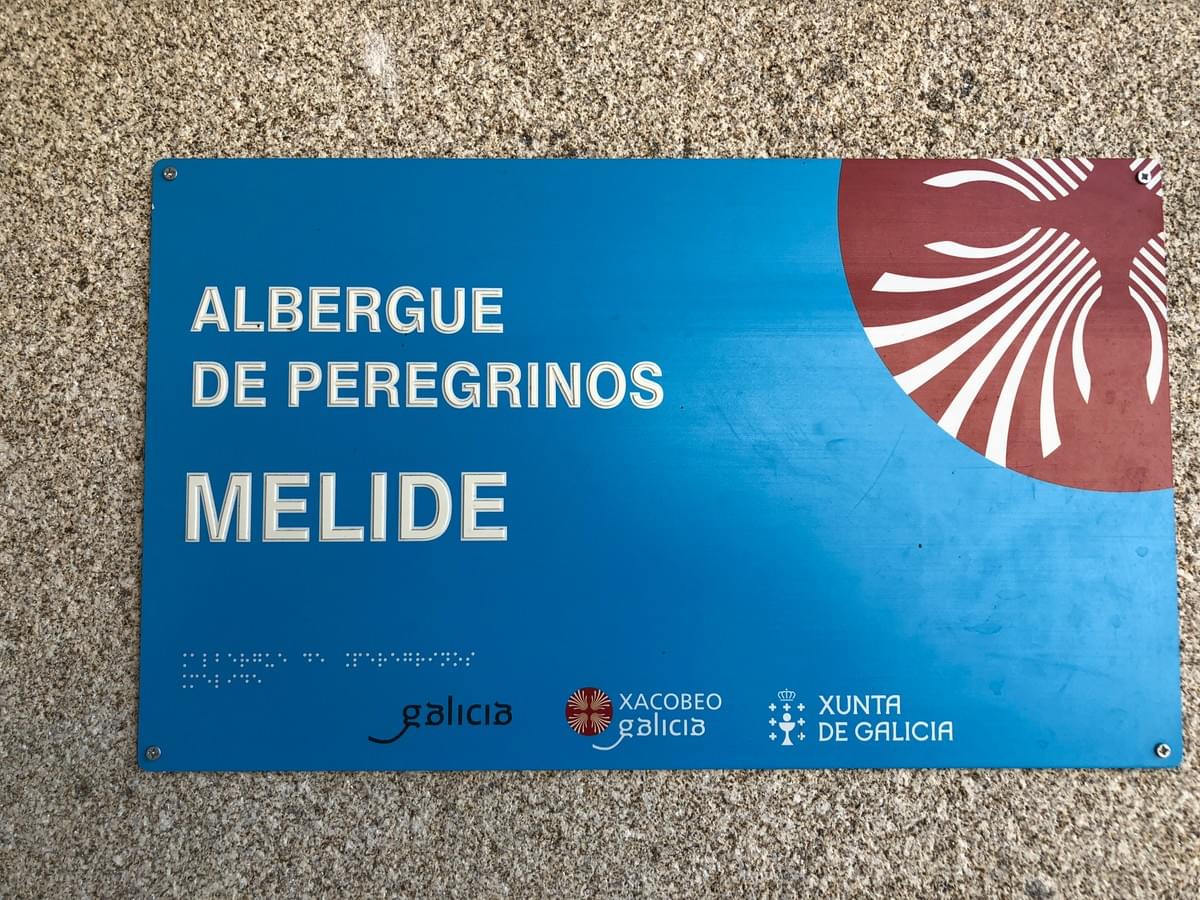 ALBERGUE
DE PEREGRINOS
MELIDE
⠨⠁⠇⠃⠑⠗⠛⠥⠑ ⠙⠑ ⠨⠏⠑⠗⠑⠛⠗⠊⠝⠕⠎
⠨⠍⠑⠇⠊⠙⠑
galicia
XACOBEO
galicia
XUNTA
DE GALICIA